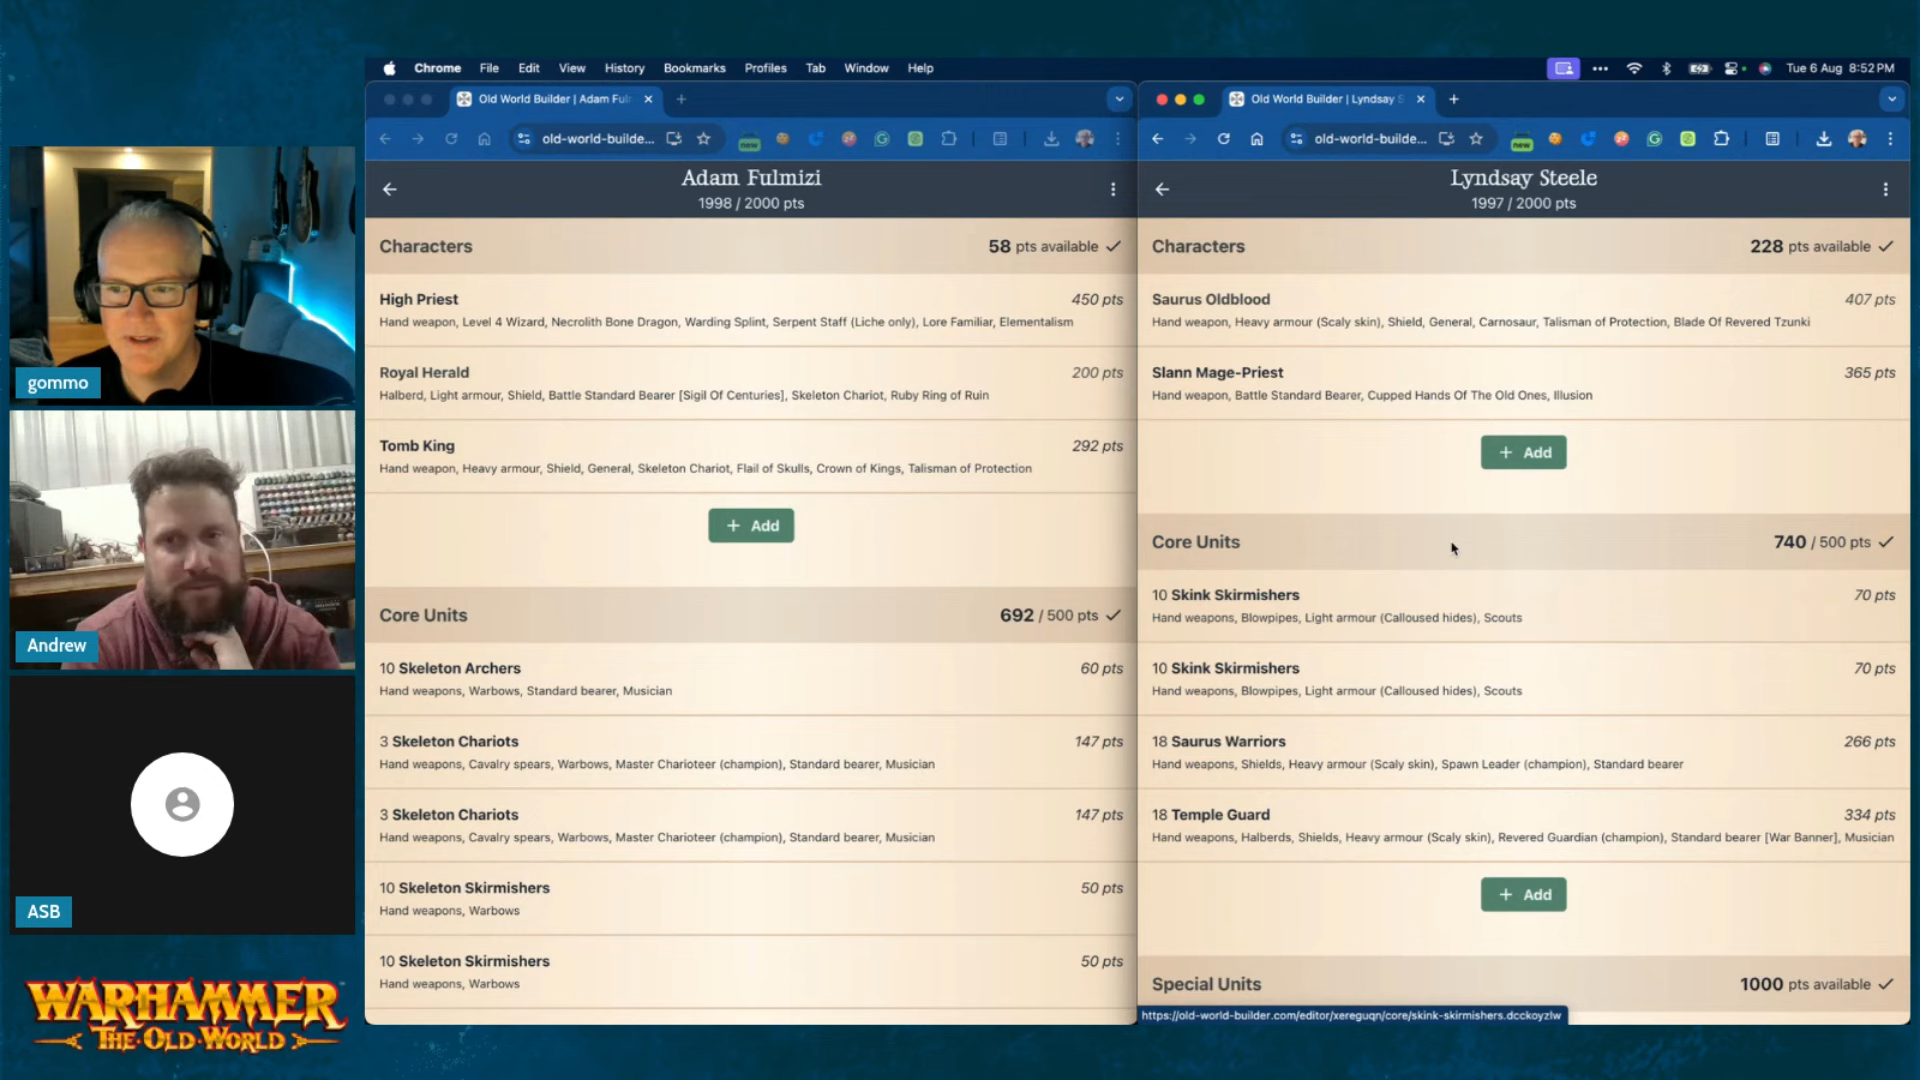 Chrome File Edit View History Bookmarks Profiles Tab Window Help
Tue 6 Aug 8:52 PM
Old World Builder | Adam Ful
Old World Builder | Lyndsay S
old-world-builde...
new
old-world-builde...
new
Adam Fulmizi
1998 / 2000 pts
Characters
58 pts available
High Priest
450 pts
Hand weapon, Level 4 Wizard, Necrolith Bone Dragon, Warding Splint, Serpent Staff (Liche only), Lore Familiar, Elementalism
Royal Herald
200 pts
Halberd, Light armour, Shield, Battle Standard Bearer [Sigil Of Centuries], Skeleton Chariot, Ruby Ring of Ruin
Tomb King
292 pts
Hand weapon, Heavy armour, Shield, General, Skeleton Chariot, Flail of Skulls, Crown of Kings, Talisman of Protection
+ Add
Core Units
692 / 500 pts
10 Skeleton Archers
60 pts
Hand weapons, Warbows, Standard bearer, Musician
3 Skeleton Chariots
147 pts
Hand weapons, Cavalry spears, Warbows, Master Charioteer (champion), Standard bearer, Musician
3 Skeleton Chariots
147 pts
Hand weapons, Cavalry spears, Warbows, Master Charioteer (champion), Standard bearer, Musician
10 Skeleton Skirmishers
50 pts
Hand weapons, Warbows
10 Skeleton Skirmishers
50 pts
Hand weapons, Warbows
Lyndsay Steele
1997 / 2000 pts
Characters
228 pts available
Saurus Oldblood
407 pts
Hand weapon, Heavy armour (Scaly skin), Shield, General, Carnosaur, Talisman of Protection, Blade Of Revered Tzunki
Slann Mage-Priest
365 pts
Hand weapon, Battle Standard Bearer, Cupped Hands Of The Old Ones, Illusion
+ Add
Core Units
740 / 500 pts
10 Skink Skirmishers
70 pts
Hand weapons, Blowpipes, Light armour (Calloused hides), Scouts
10 Skink Skirmishers
70 pts
Hand weapons, Blowpipes, Light armour (Calloused hides), Scouts
18 Saurus Warriors
266 pts
Hand weapons, Shields, Heavy armour (Scaly skin), Spawn Leader (champion), Standard bearer
18 Temple Guard
334 pts
Hand weapons, Halberds, Shields, Heavy armour (Scaly skin), Revered Guardian (champion), Standard bearer [War Banner], Musician
+ Add
Special Units
1000 pts available
https://old-world-builder.com/editor/xereguqn/core/skink-skirmishers.dcckoyzlw
gommo
Andrew
ASB
WARHAMMER
THE OLD WORLD